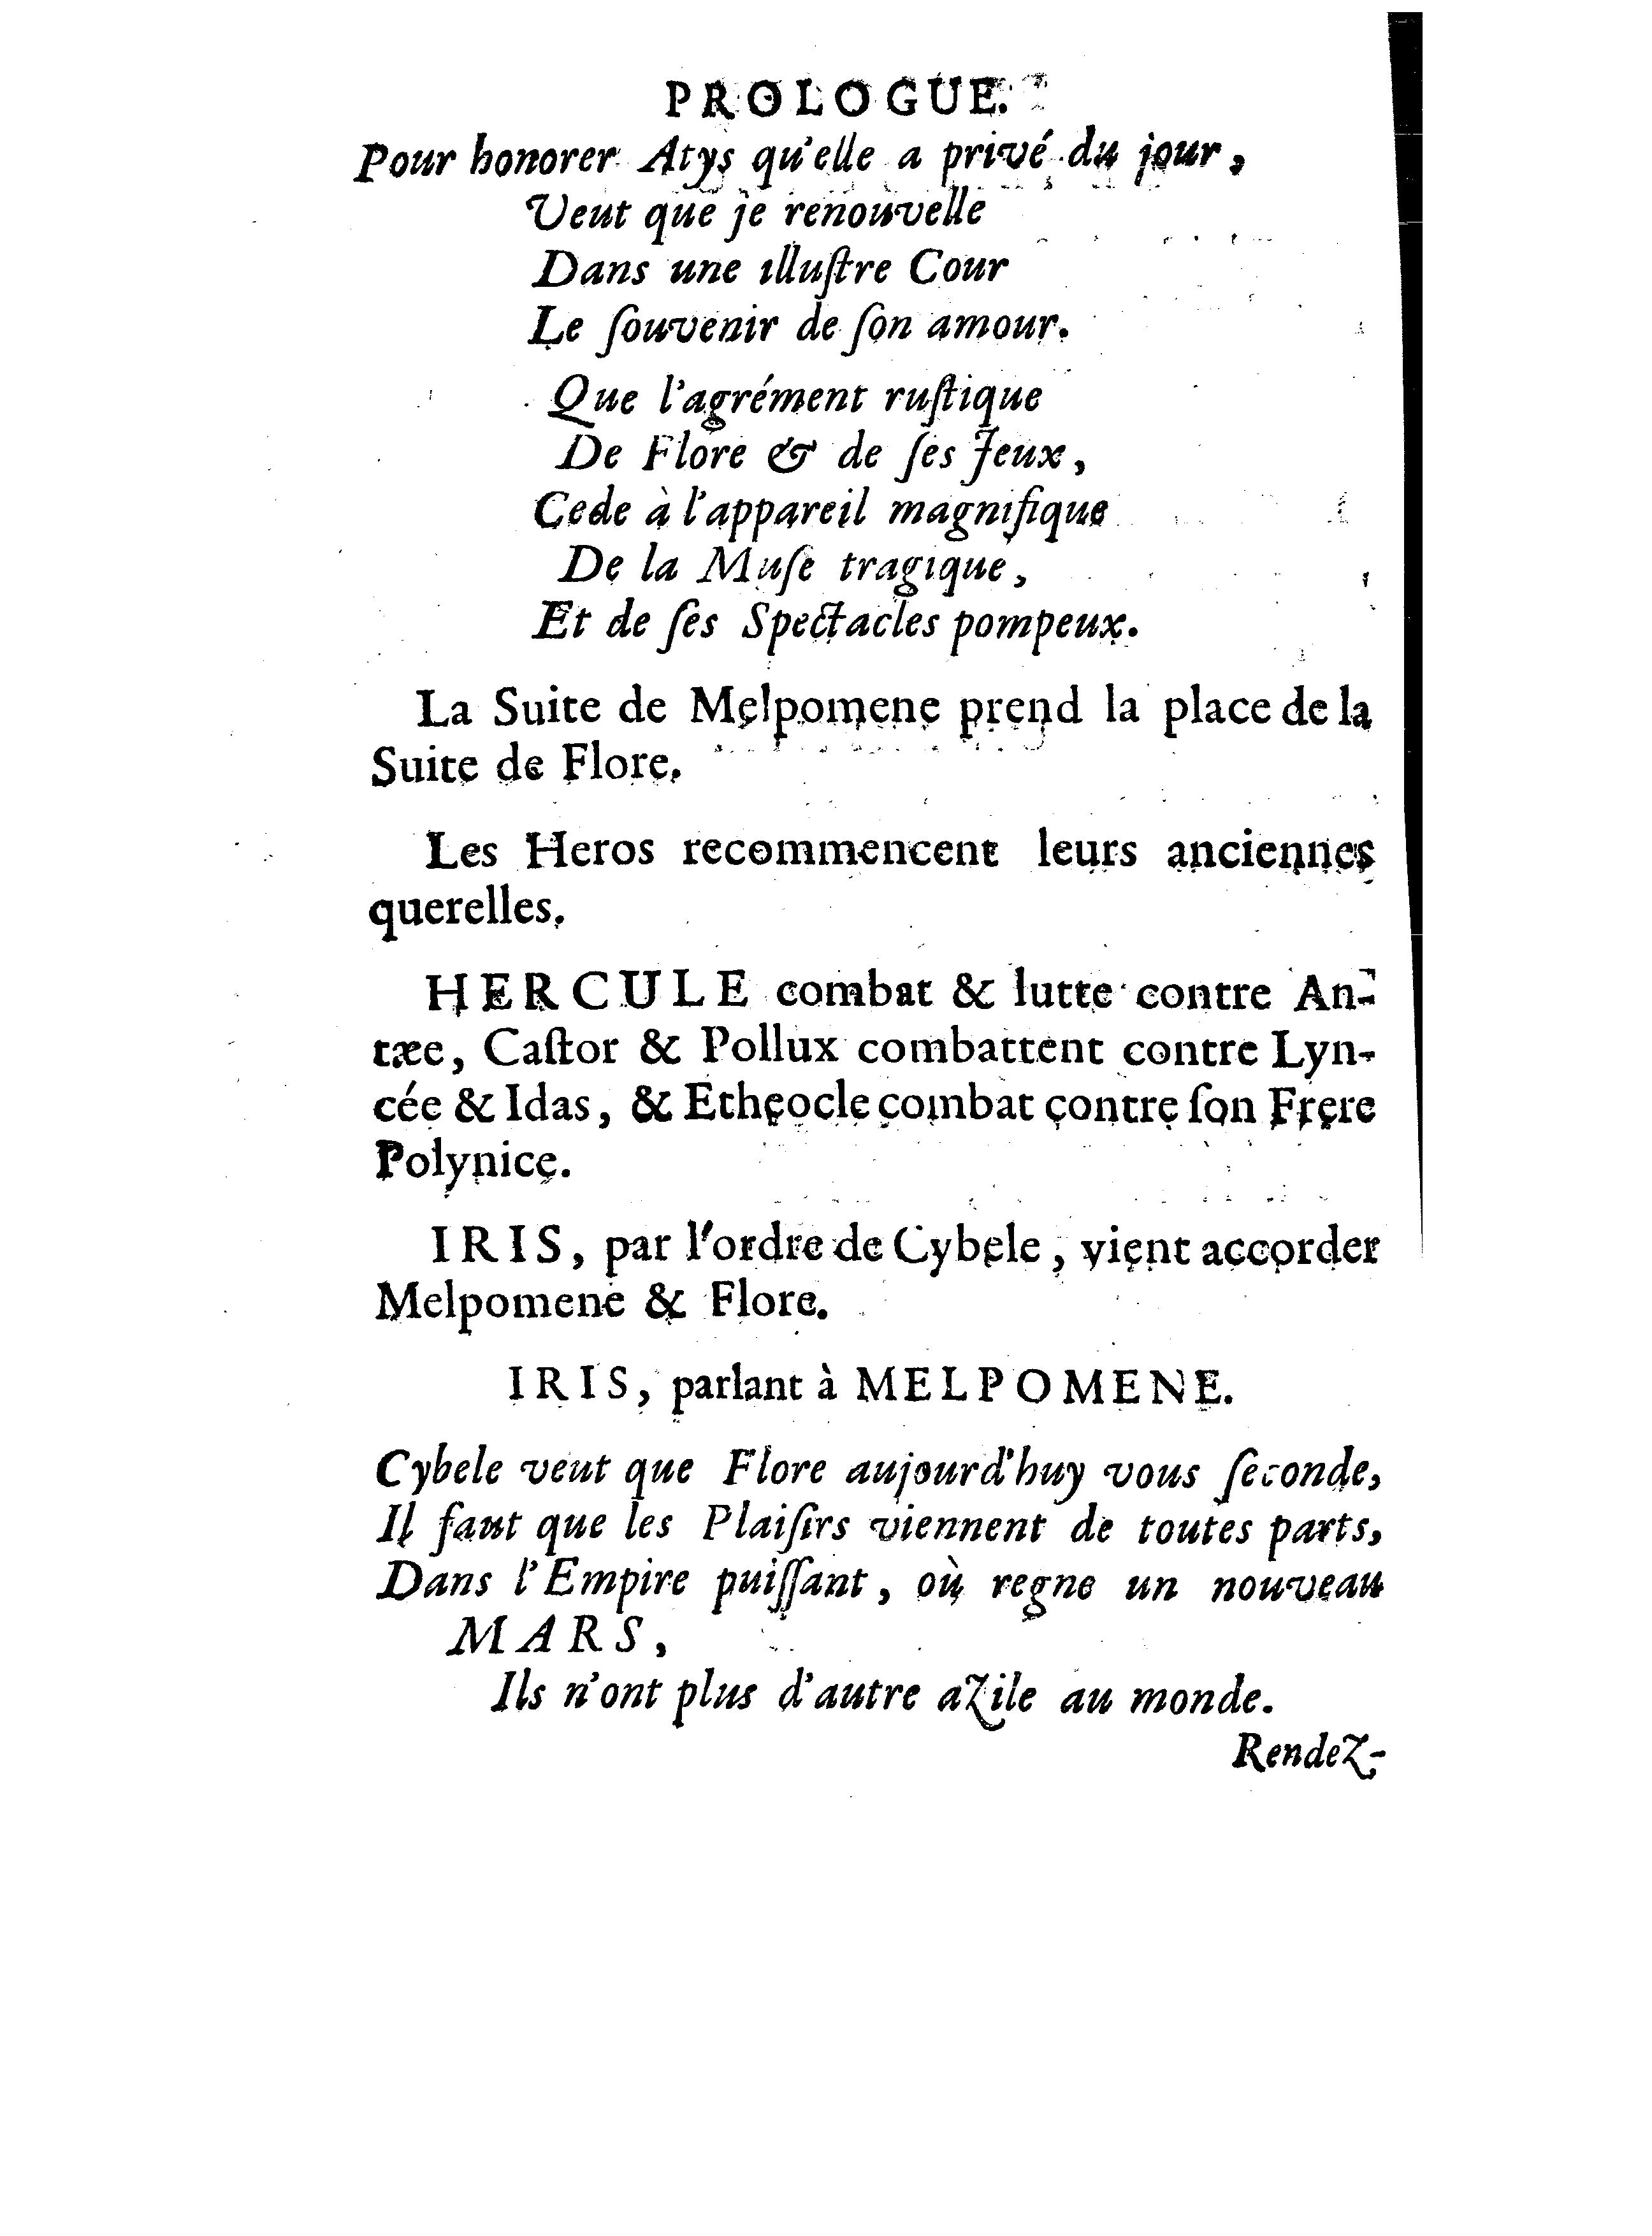 PROLOGUE.
Pour honorer Atys qu'elle a privé du jour,
Veut que je renouvelle
Dans une illuſtre Cour
Le ſouvenir de ſon amour.
Que l'agrément ruſtique
De Flore & de ſes Jeux,
Cede à l'appareil magnifique
De la Muſe tragique,
Et de ſes Spectacles pompeux.
La Suite de Melpomene prend la place de la
Suite de Flore.
Les Heros recommencent leurs anciennes
querelles.
HERCULE combat & lutte contre An-
tæe, Caſtor & Pollux combattent contre Lyn-
cée & Idas, & Etheocle combat contre ſon Frere
Polynice.
IRIS, par l'ordre de Cybele, vient accorder
Melpomene & Flore.
IRIS, parlant à MELPOMENE.
Cybele veut que Flore aujourd'huy vous ſeconde,
Il faut que les Plaiſirs viennent de toutes parts,
Dans l'Empire puiſſant, où regne un nouveau
MARS,
Ils n'ont plus d'autre azile au monde.
Rendez-